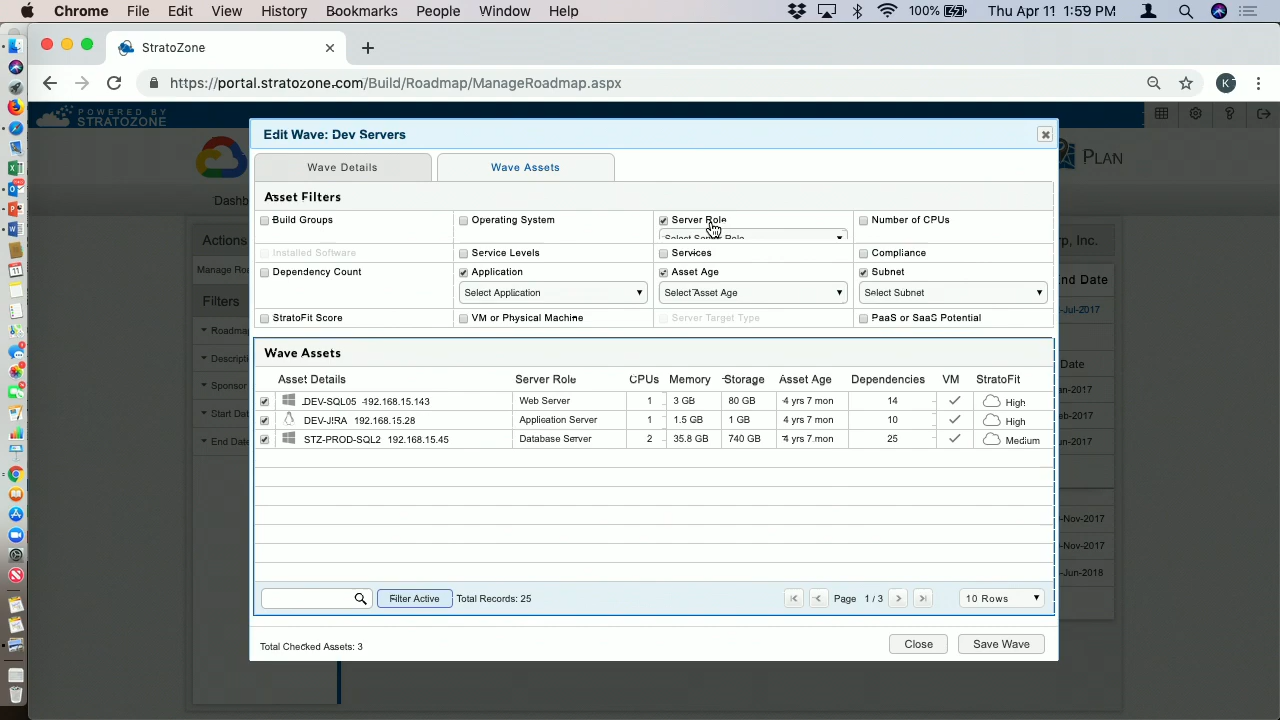 Chrome File Edit View History Bookmarks People Window Help 100% Thu Apr 11 1:59 PM
StratoZone
https://portal.stratozone.com/Build/Roadmap/ManageRoadmap.aspx
POWERED BY
STRATOZONE
PLAN
Edit Wave: Dev Servers
Wave Details Wave Assets
Asset Filters
Build Groups Operating System Server Role Number of CPUs
Select Server Role
Installed Software Service Levels Services Compliance
Dependency Count Application Asset Age Subnet
Select Application Select Asset Age Select Subnet
StratoFit Score VM or Physical Machine Server Target Type PaaS or SaaS Potential
Wave Assets
Asset Details Server Role CPUs Memory Storage Asset Age Dependencies VM StratoFit
DEV-SQL03 192.168.15.143 Web Server 1 3 GB 80 GB 4 yrs 7 mon 14 High
DEV-JIRA 192.168.15.28 Application Server 1 1.5 GB 1 GB 4 yrs 7 mon 10 High
STZ-PROD-SQL2 192.168.15.45 Database Server 2 35.8 GB 740 GB 4 yrs 7 mon 25 Medium
Filter Active Total Records: 25 Page 1 / 3 10 Rows
Total Checked Assets: 3 Close Save Wave
Dashb
Actions
Manage Ro
Filters
Roadma
Descripti
Sponsor
Start Dat
End Date
rp, Inc.
nd Date
-Jul-2017
Date
an-2017
eb-2017
un-2017
-Nov-2017
-Nov-2017
-Jun-2018